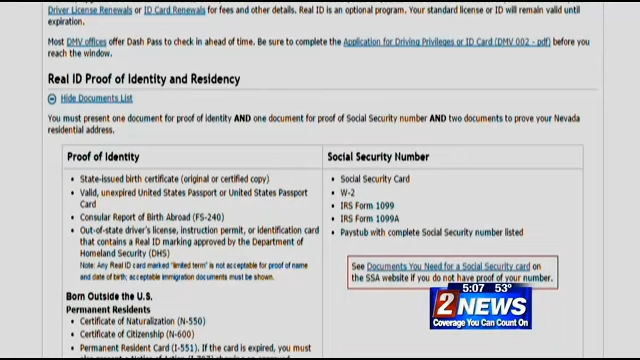 Driver License Renewals or ID Card Renewals for fees and other details. Real ID is an optional program. Your standard license or ID will remain valid until
expiration.
Most DMV offices offer Dash Pass to check in ahead of time. Be sure to complete the Application for Driving Privileges or ID Card (DMV 002 - pdf) before you
reach the window.
Real ID Proof of Identity and Residency
Hide Documents List
You must present one document for proof of identity AND one document for proof of Social Security number AND two documents to prove your Nevada
residential address.
Proof of Identity
• State-issued birth certificate (original or certified copy)
• Valid, unexpired United States Passport or United States Passport
Card
• Consular Report of Birth Abroad (FS-240)
• Out-of-state driver's license, instruction permit, or identification card
that contains a Real ID marking approved by the Department of
Homeland Security (DHS)
Note: Any Real ID card marked "limited term" is not acceptable for proof of name
and date of birth; acceptable immigration documents must be shown.
Born Outside the U.S.
Permanent Residents
• Certificate of Naturalization (N-550)
• Certificate of Citizenship (N-600)
• Permanent Resident Card (I-551). If the card is expired, you must
Social Security Number
• Social Security Card
• W-2
• IRS Form 1099
• IRS Form 1099A
• Paystub with complete Social Security number listed
See Documents You Need for a Social Security card on
the SSA website if you do not have proof of your number.
5:07 53°
2 NEWS
Coverage You Can Count On